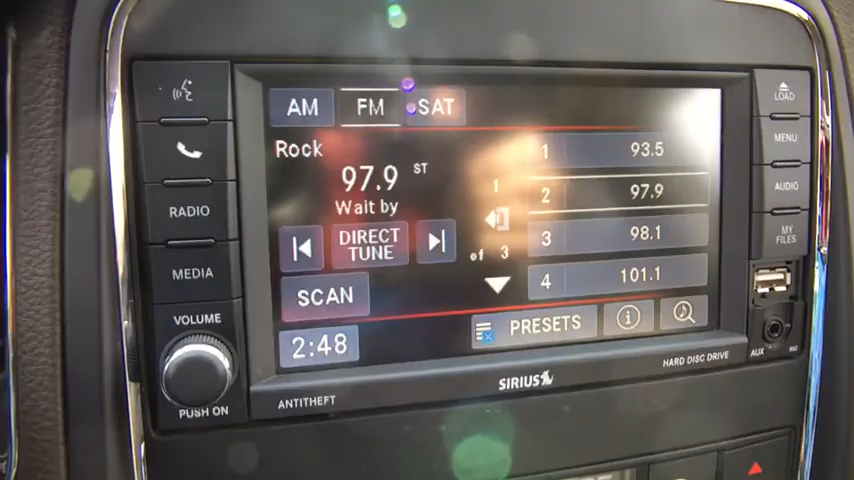 AM FM SAT
LOAD
MENU
Rock
1 93.5
97.9 ST
Wait by
2 97.9
AUDIO
RADIO
1
DIRECT TUNE
3 98.1
MY FILES
of 3
MEDIA
4 101.1
SCAN
VOLUME
PRESETS
2:48
AUX
HARD DISC DRIVE
SIRIUS
PUSH ON
ANTITHEFT